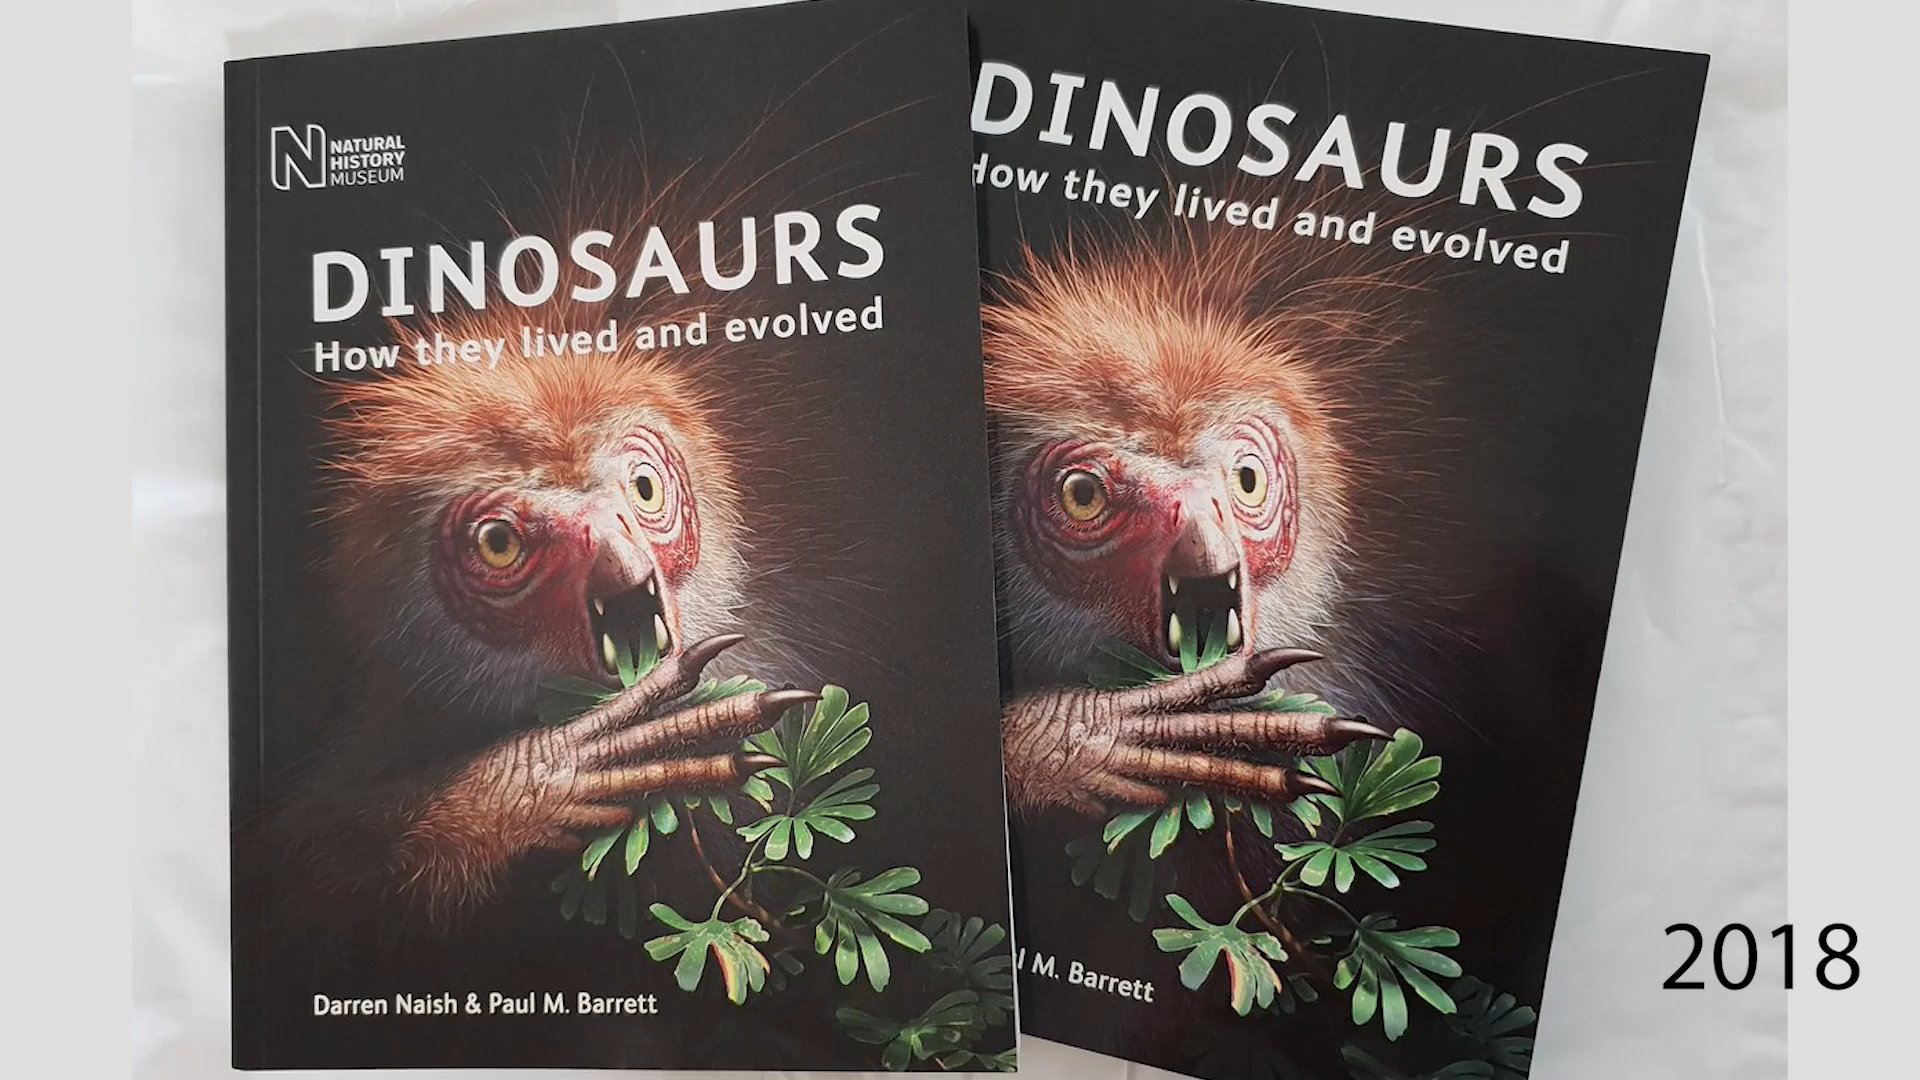 NATURAL
HISTORY
MUSEUM
DINOSAURS
How they lived and evolved
Darren Naish & Paul M. Barrett
DINOSAURS
How they lived and evolved
l M. Barrett
2018